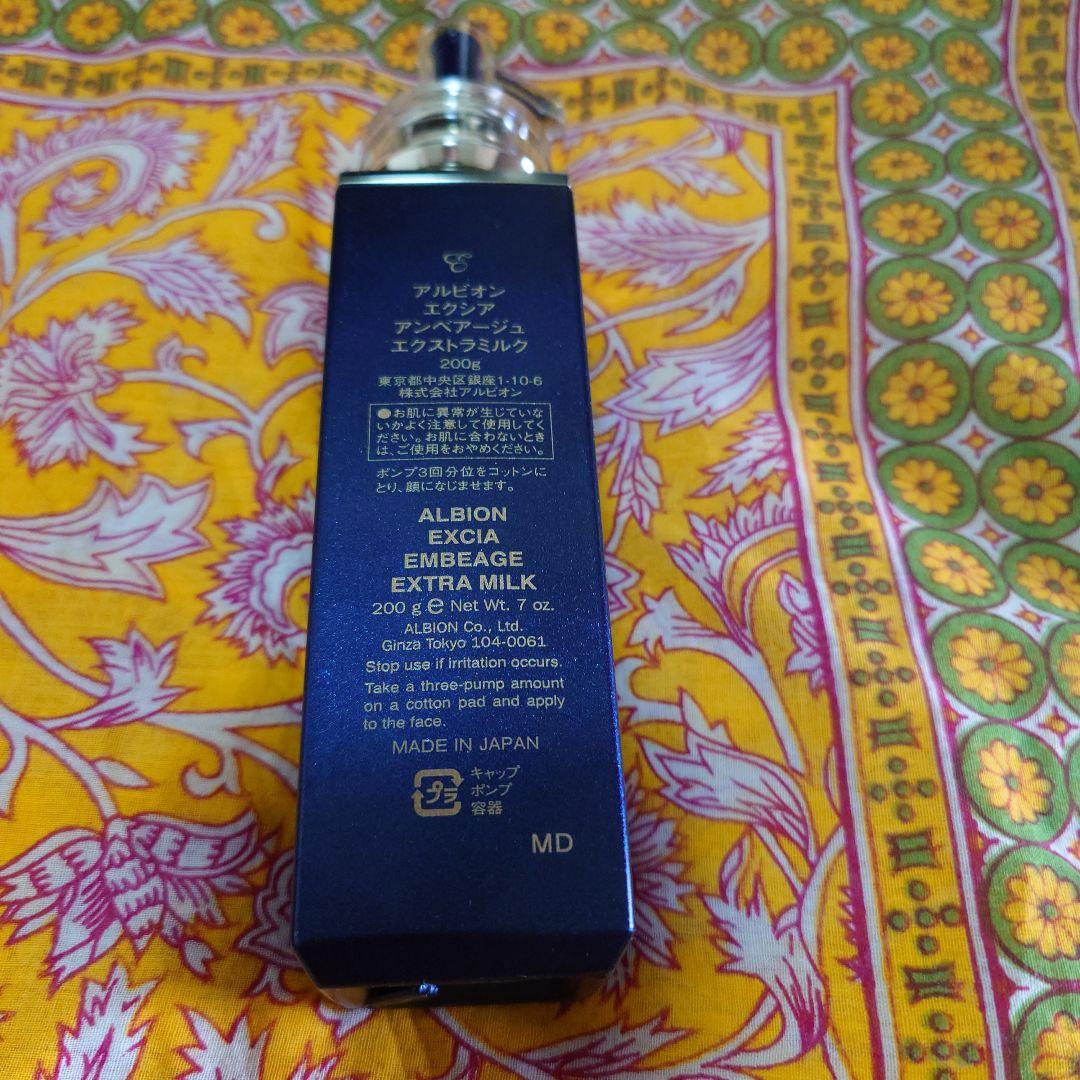 アルビオン
エクシア
アンベアージュ
エクストラミルク
200g
東京都中央区銀座1-10-6
株式会社アルビオン
●お肌に異常が生じていな
いかよく注意して使用してく
ださい。お肌に合わないとき
は、ご使用をおやめください。
ポンプ3回分位をコットンに
とり、顔になじませます。
ALBION
EXCIA
EMBEAGE
EXTRA MILK
200 g ℮ Net Wt. 7 oz.
ALBION Co., Ltd.
Ginza Tokyo 104-0061
Stop use if irritation occurs.
Take a three-pump amount
on a cotton pad and apply
to the face.
MADE IN JAPAN
プラ
キャップ
ポンプ
容器
MD